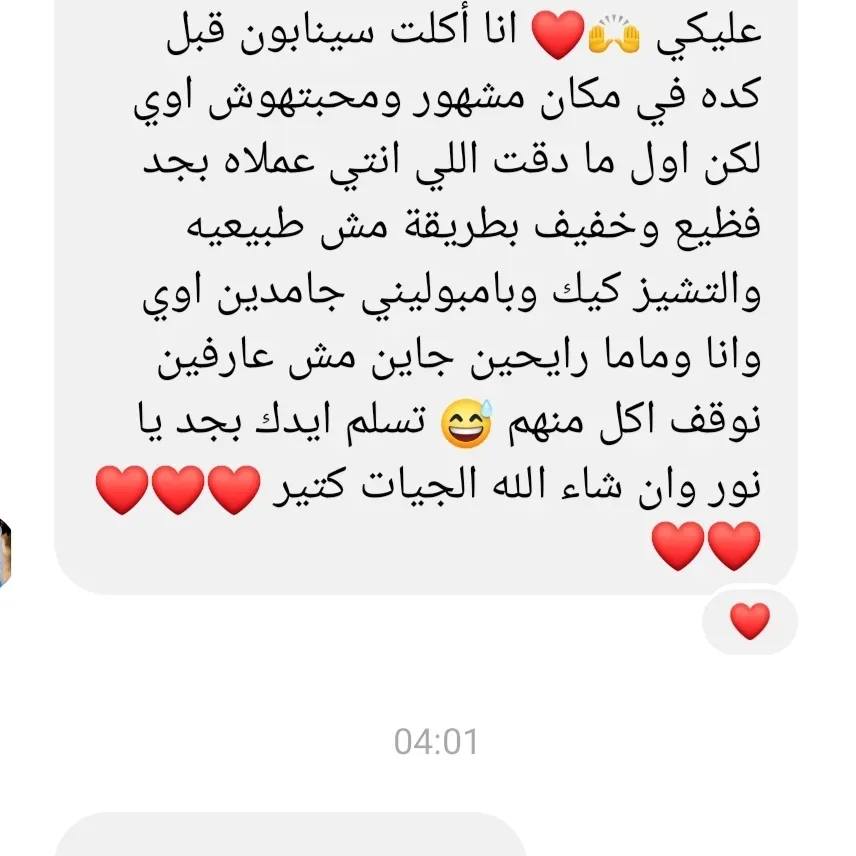 عليكي 🙌❤️ انا أكلت سينابون قبل
كده في مكان مشهور ومحبتهوش اوي
لكن اول ما دقت اللي انتي عملاه بجد
فظيع وخفيف بطريقة مش طبيعيه
والتشيز كيك وبامبوليني جامدين اوي
وانا وماما رايحين جاين مش عارفين
نوقف اكل منهم 😅 تسلم ايدك بجد يا
نور وان شاء الله الجيات كتير ❤️❤️❤️
❤️❤️
❤️
04:01